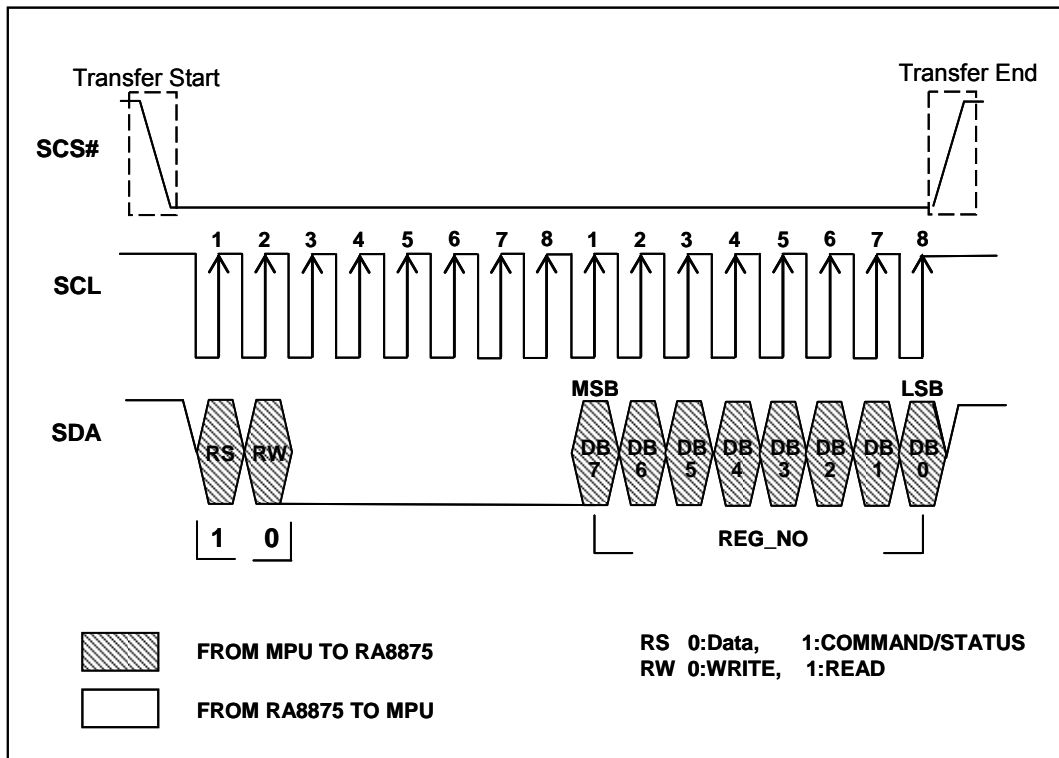 Transfer Start
Transfer End
SCS#
1 2 3 4 5 6 7 8 1 2 3 4 5 6 7 8
SCL
MSB LSB
SDA
RS RW DB 7 DB 6 DB 5 DB 4 DB 3 DB 2 DB 1 DB 0
1 0 REG_NO
FROM MPU TO RA8875
RS 0:Data, 1:COMMAND/STATUS
RW 0:WRITE, 1:READ
FROM RA8875 TO MPU